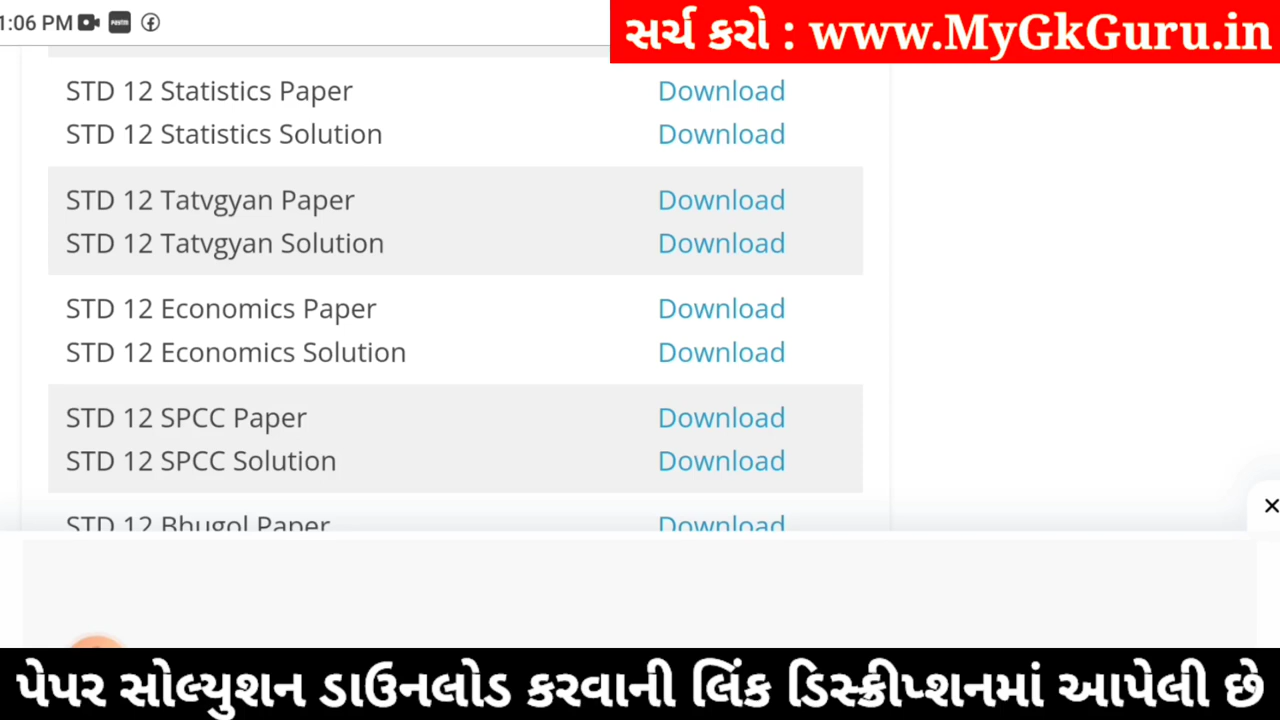 1:06 PM
સર્ચ કરો : www.MyGkGuru.in
STD 12 Statistics Paper Download
STD 12 Statistics Solution Download
STD 12 Tatvgyan Paper Download
STD 12 Tatvgyan Solution Download
STD 12 Economics Paper Download
STD 12 Economics Solution Download
STD 12 SPCC Paper Download
STD 12 SPCC Solution Download
STD 12 Bhugol Paper Download
પેપર સોલ્યુશન ડાઉનલોડ કરવાની લિંક ડિસ્ક્રીપ્શનમાં આપેલી છે